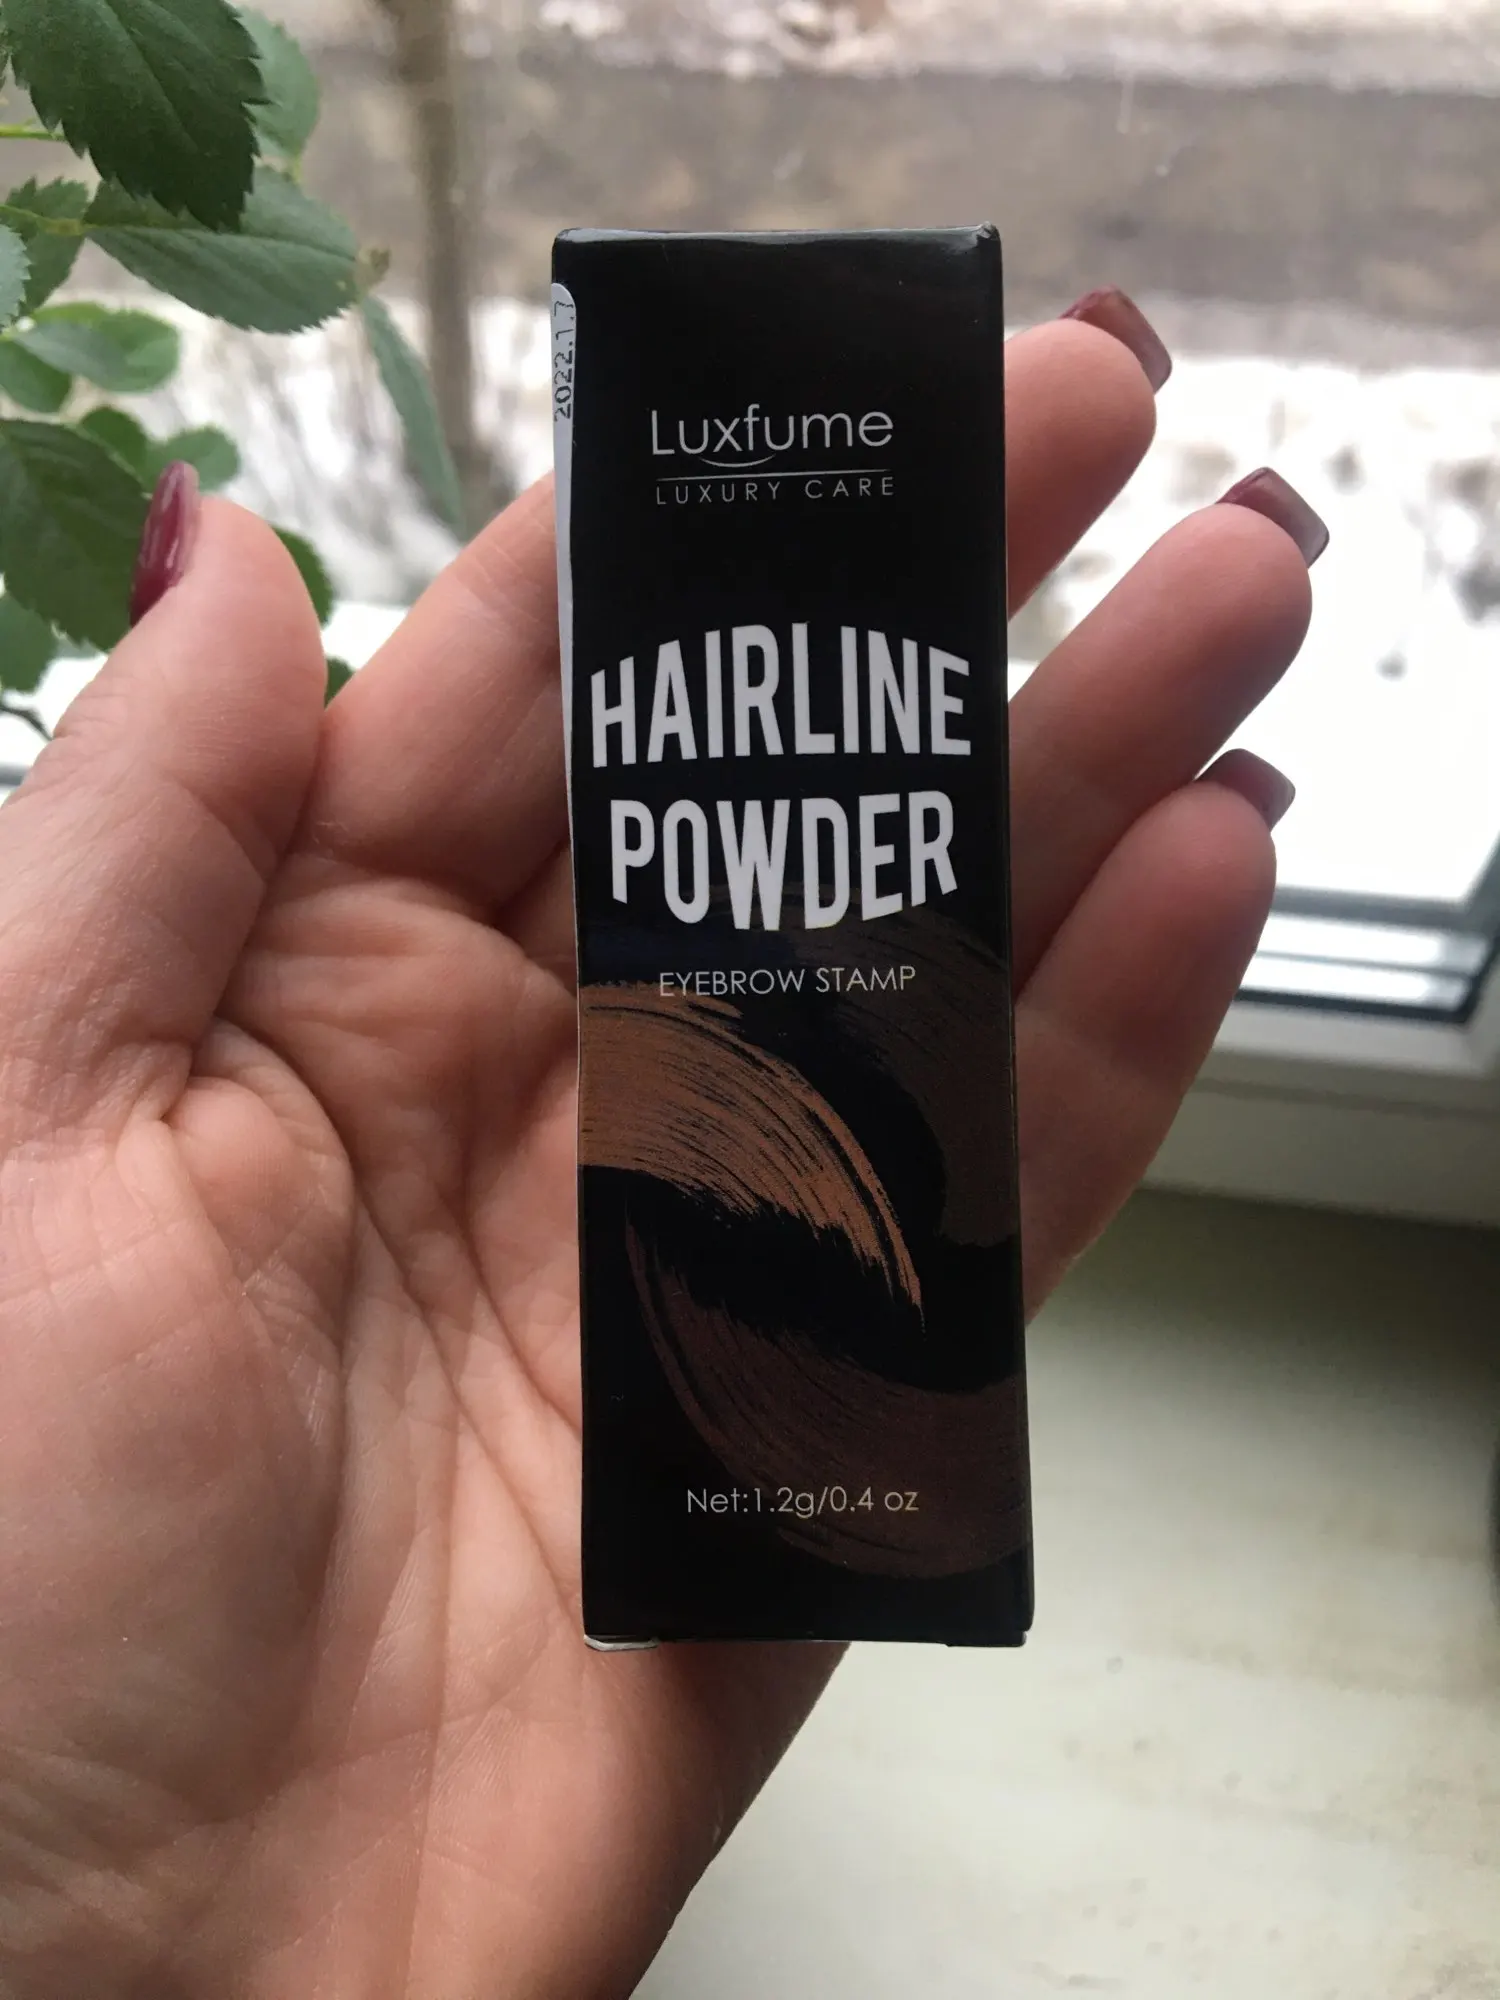 2022.1.7
Luxfume
LUXURY CARE
HAIRLINE
POWDER
EYEBROW STAMP
Net:1.2g/0.4 oz